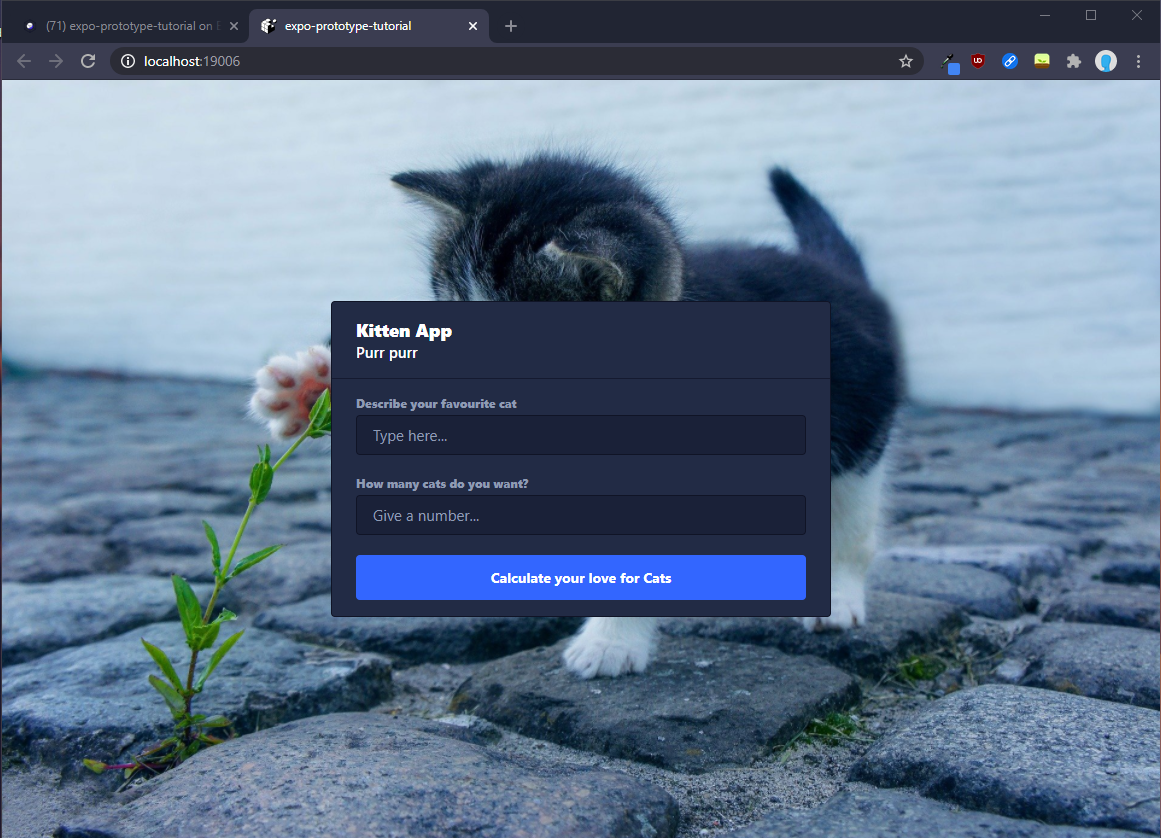 (71) expo-prototype-tutorial on
expo-prototype-tutorial
localhost:19006
UD
Kitten App
Purr purr
Describe your favourite cat
Type here...
How many cats do you want?
Give a number...
Calculate your love for Cats